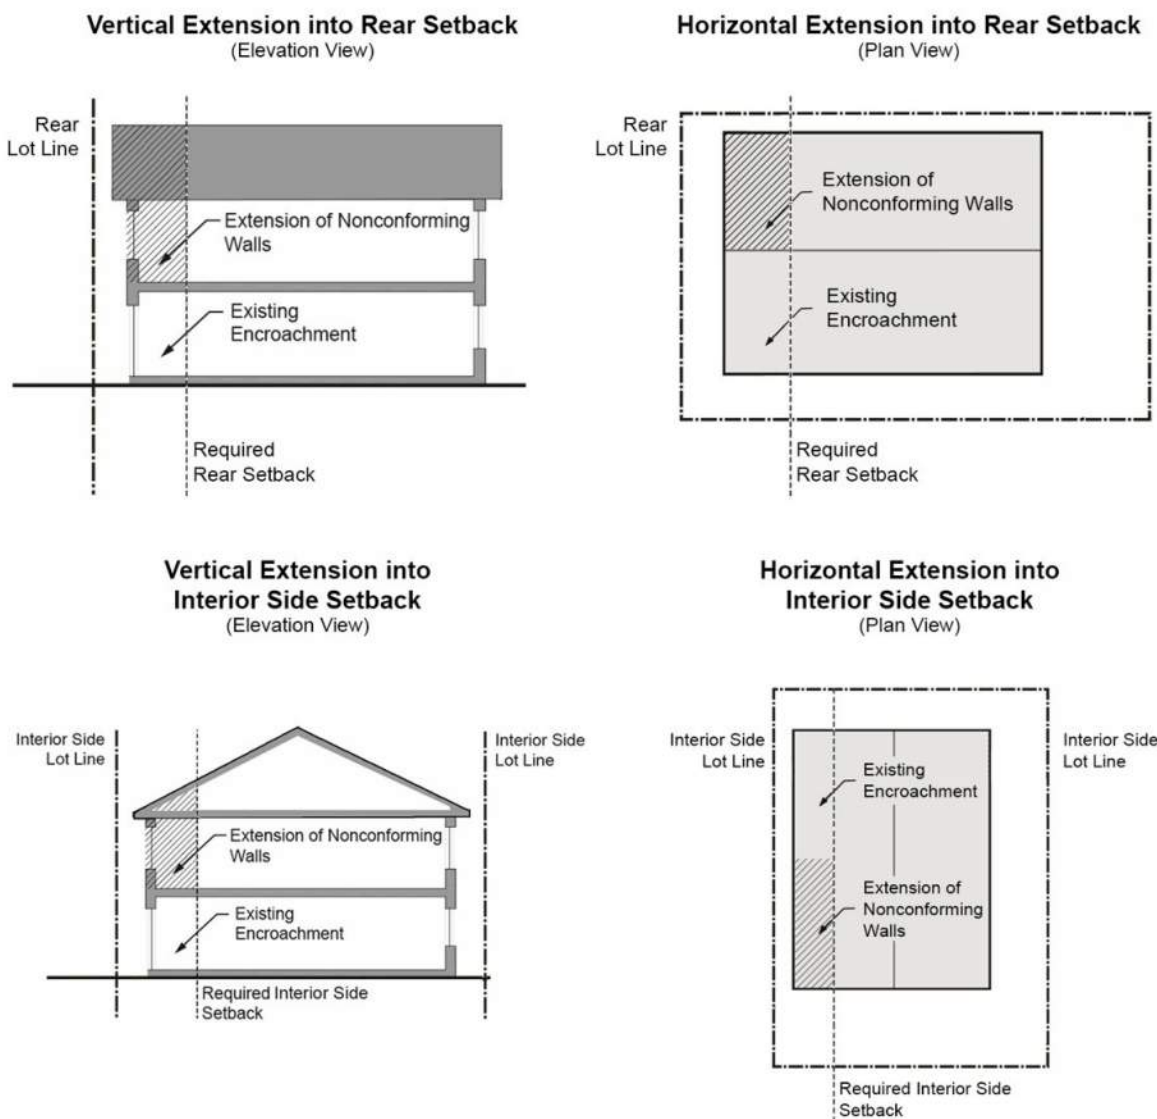 Vertical Extension into Rear Setback
(Elevation View)
Rear
Lot Line
Extension of Nonconforming
Walls
Existing
Encroachment
Required
Rear Setback
Horizontal Extension into Rear Setback
(Plan View)
Rear
Lot Line
Extension of
Nonconforming Walls
Existing
Encroachment
Required
Rear Setback
Vertical Extension into
Interior Side Setback
(Elevation View)
Interior Side
Lot Line
Interior Side
Lot Line
Extension of Nonconforming
Walls
Existing
Encroachment
Required Interior Side
Setback
Horizontal Extension into
Interior Side Setback
(Plan View)
Interior Side
Lot Line
Interior Side
Lot Line
Existing
Encroachment
Extension of
Nonconforming
Walls
Required Interior Side
Setback